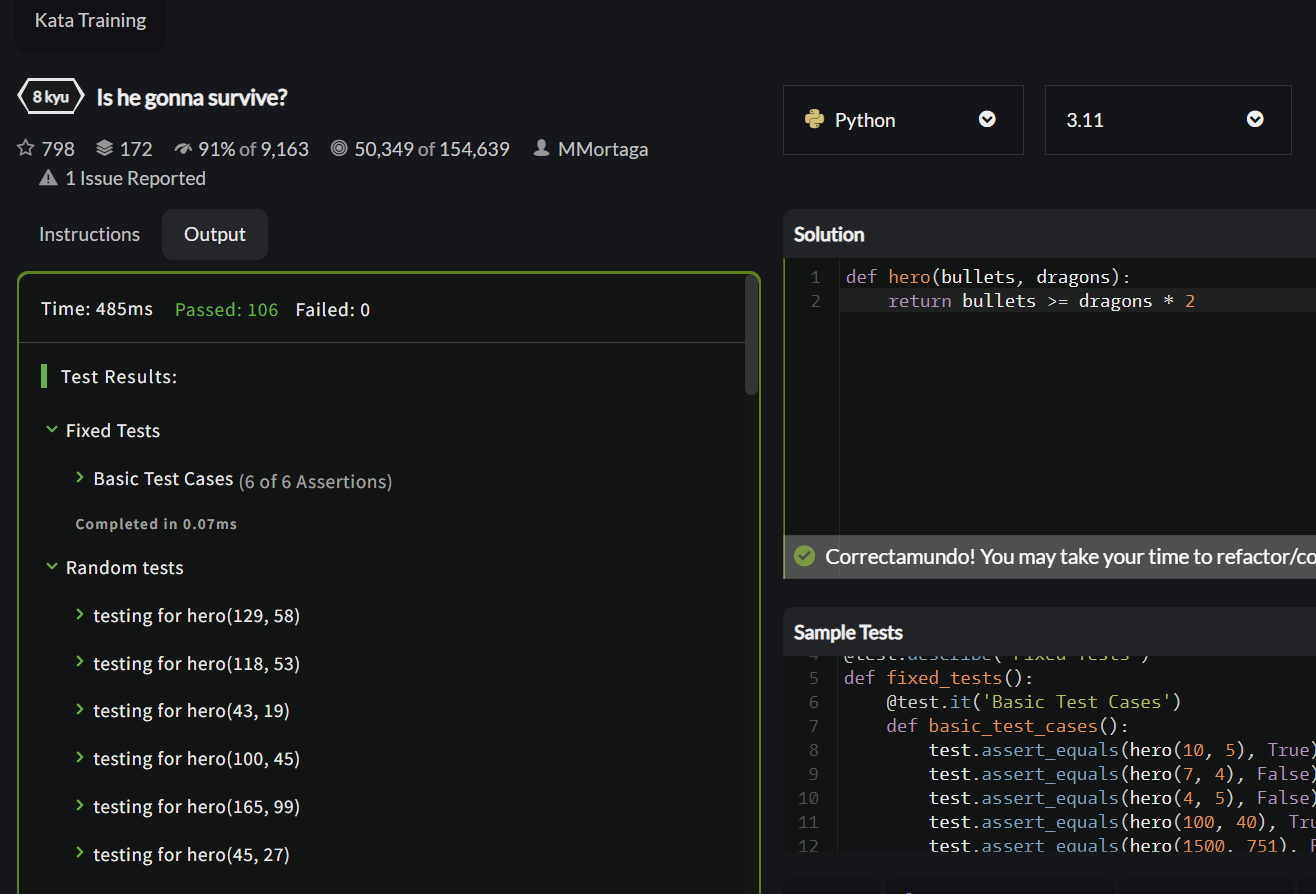 Kata Training
8 kyu Is he gonna survive?
798 172 91% of 9,163 50,349 of 154,639 MMortaga
1 Issue Reported
Instructions Output
Time: 485ms Passed: 106 Failed: 0
Test Results:
Fixed Tests
Basic Test Cases (6 of 6 Assertions)
Completed in 0.07ms
Random tests
testing for hero(129, 58)
testing for hero(118, 53)
testing for hero(43, 19)
testing for hero(100, 45)
testing for hero(165, 99)
testing for hero(45, 27)
Python 3.11
Solution
1 def hero(bullets, dragons):
2 return bullets >= dragons * 2
Correctamundo! You may take your time to refactor/co
Sample Tests
4 @test.describe('Fixed Tests')
5 def fixed_tests():
6 @test.it('Basic Test Cases')
7 def basic_test_cases():
8 test.assert_equals(hero(10, 5), True)
9 test.assert_equals(hero(7, 4), False)
10 test.assert_equals(hero(4, 5), False)
11 test.assert_equals(hero(100, 40), Tru
12 test.assert_equals(hero(1500, 751), F